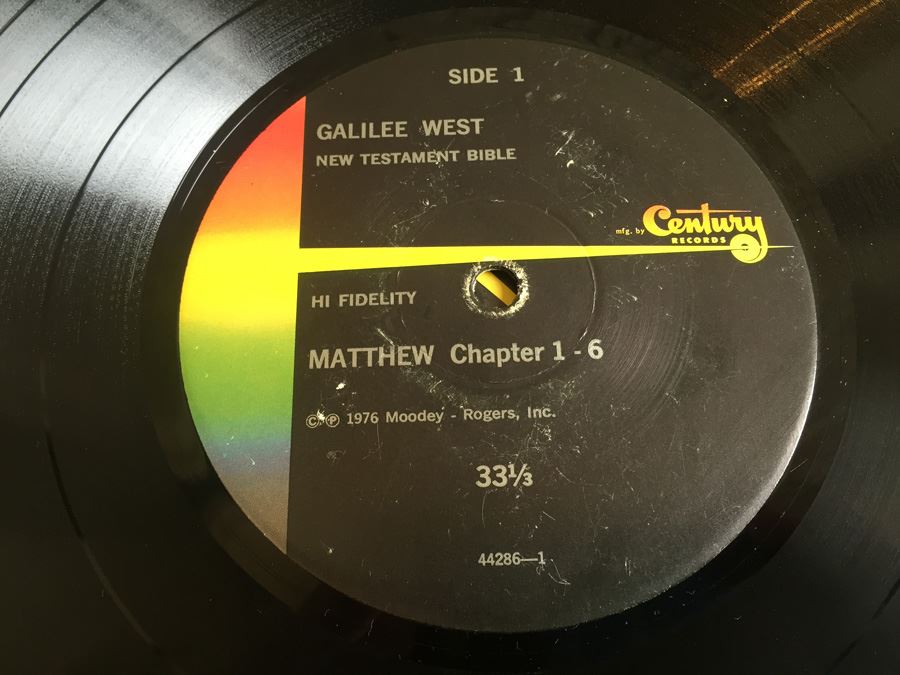 SIDE 1
GALILEE WEST
NEW TESTAMENT BIBLE
mfg. by Century
RECORDS
HI FIDELITY
MATTHEW Chapter 1 - 6
©℗ 1976 Moodey - Rogers, Inc.
33⅓
44286—1